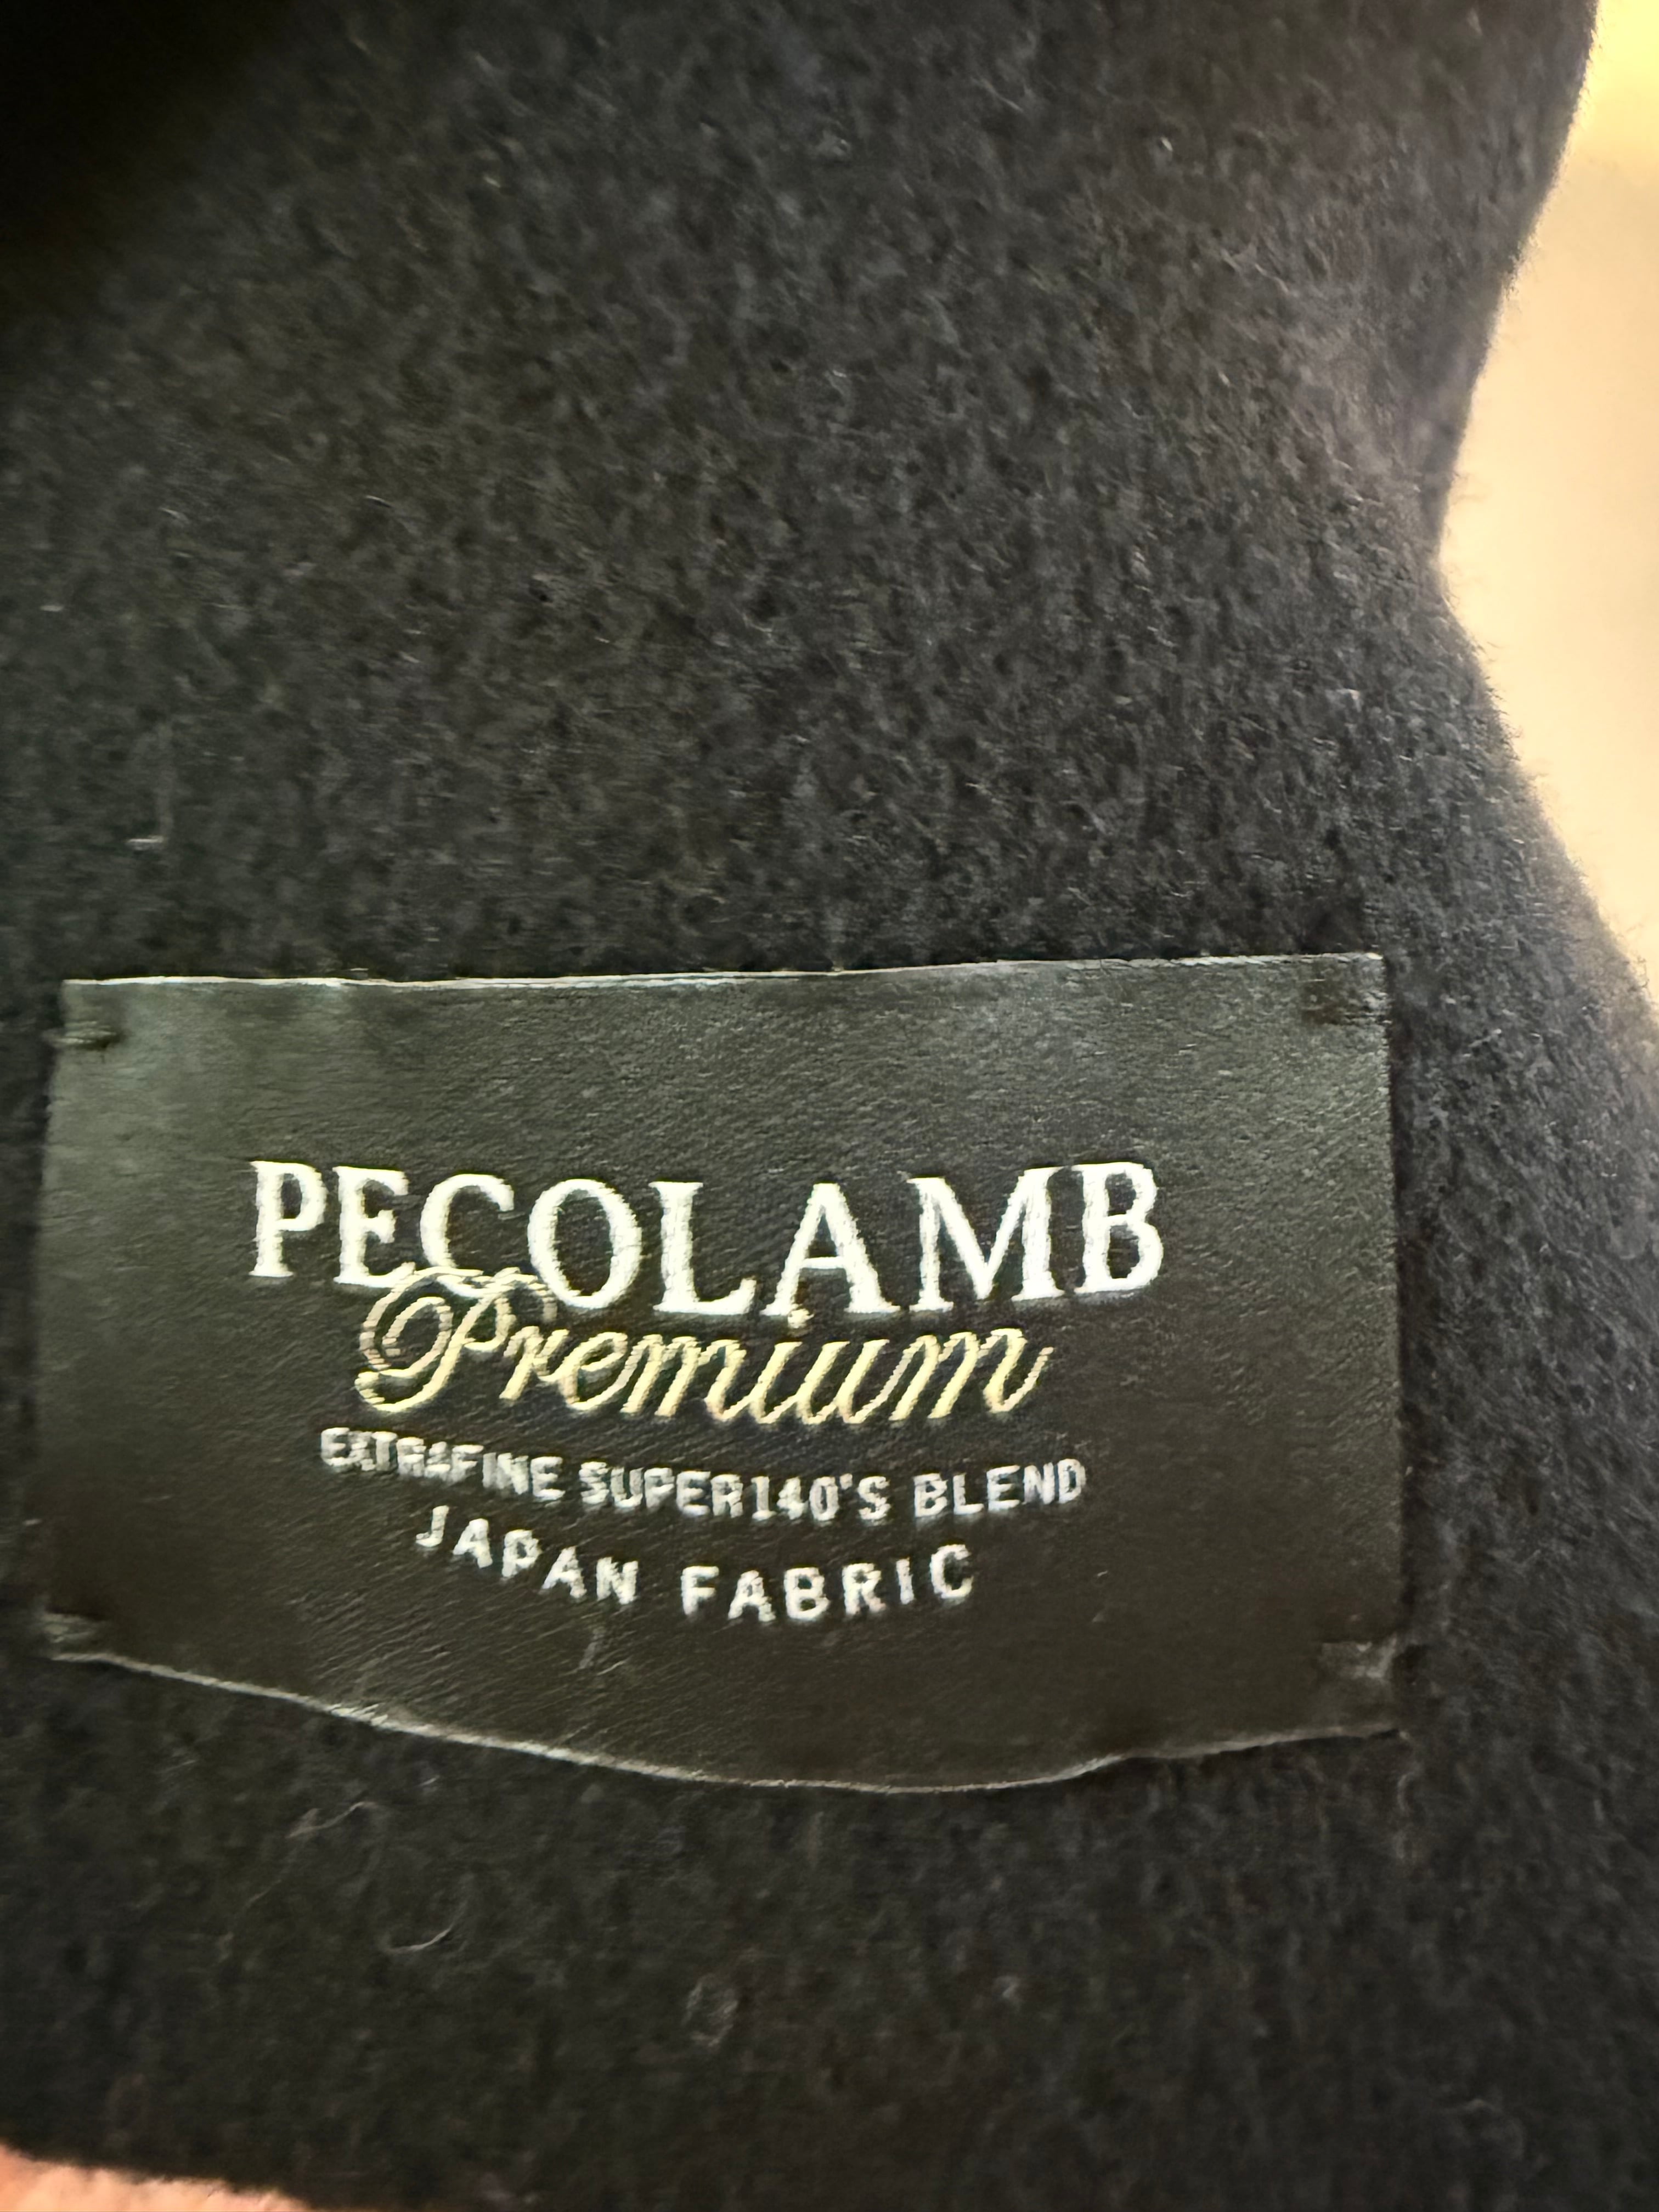 PECOLAMB
Premium
EXTRAFINE SUPER140'S BLEND
JAPAN FABRIC